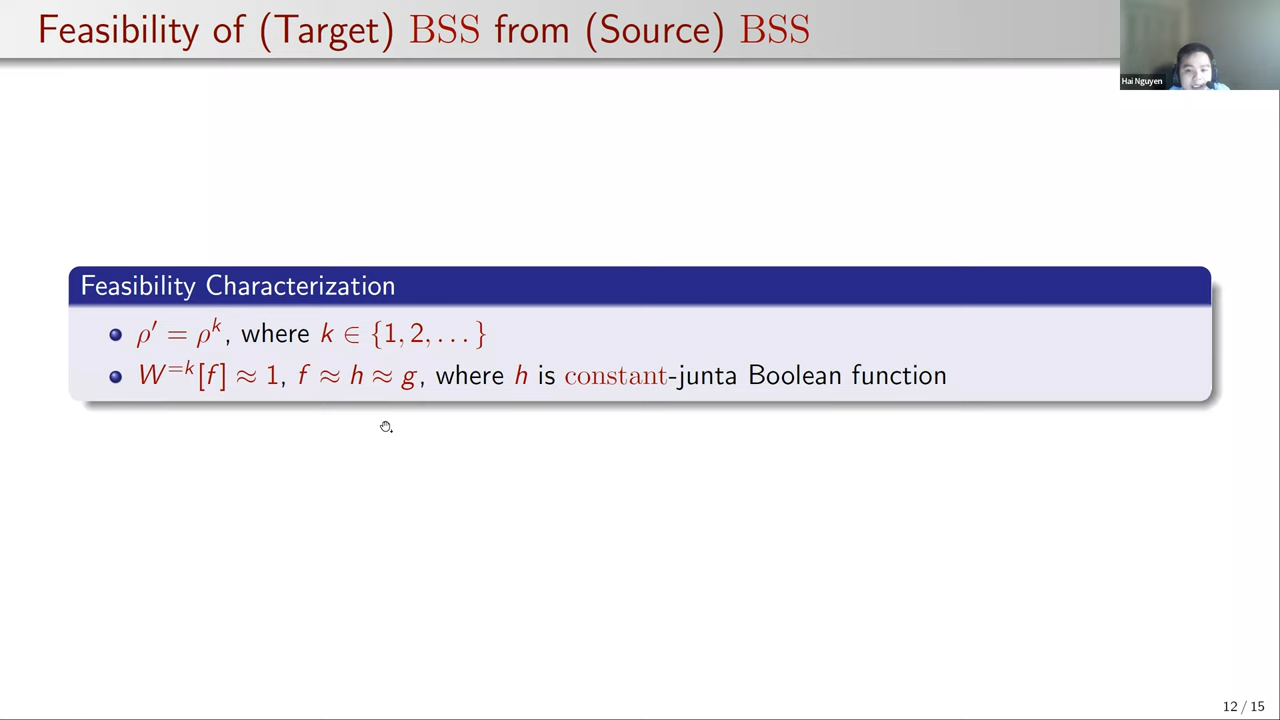 Feasibility of (Target) BSS from (Source) BSS
Hai Nguyen
Feasibility Characterization
ρ′ = ρ^k, where k ∈ {1, 2, . . . }
W^{=k}[f] ≈ 1, f ≈ h ≈ g, where h is constant-junta Boolean function
12 / 15